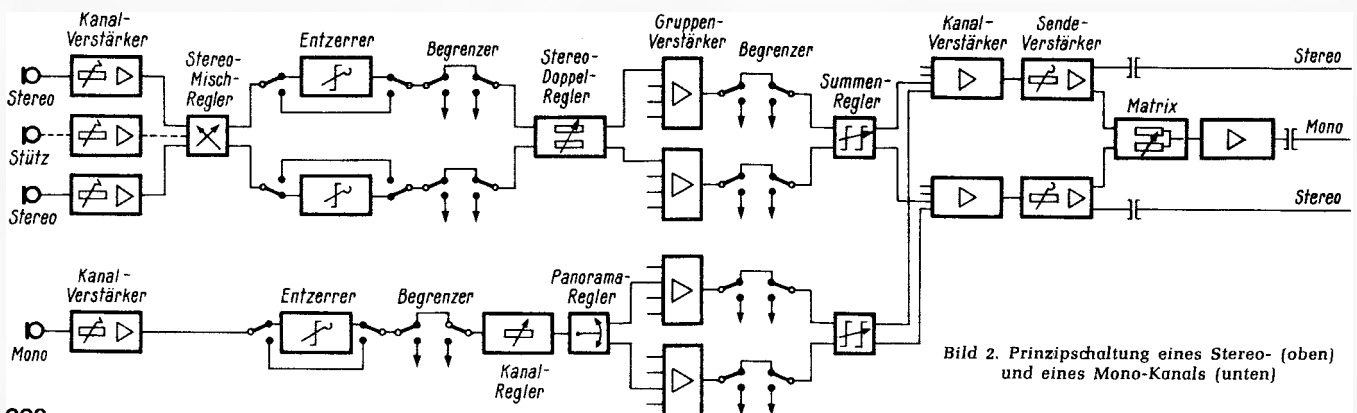 Kanal-
Verstärker
Stereo
Stütz
Stereo
Stereo-
Misch-
Regler
Entzerrer
Begrenzer
Stereo-
Doppel-
Regler
Gruppen-
Verstärker
Begrenzer
Summen-
Regler
Kanal-
Verstärker
Sende-
Verstärker
Matrix
Stereo
Mono
Stereo
Kanal-
Verstärker
Mono
Entzerrer
Begrenzer
Kanal-
Regler
Panorama-
Regler
Bild 2. Prinzipschaltung eines Stereo- (oben)
und eines Mono-Kanals (unten)